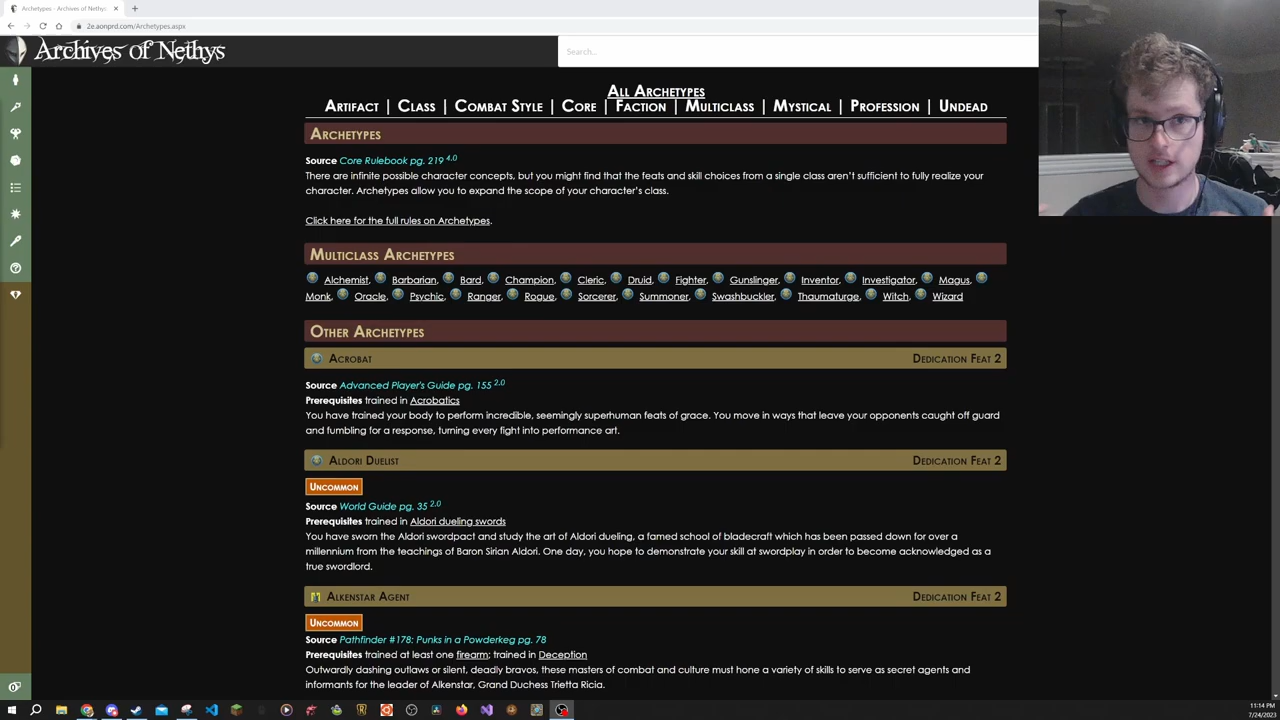 Archetypes - Archives of Nethys
2e.aonprd.com/Archetypes.aspx
Archives of Nethys
Search...
All Archetypes
Artifact | Class | Combat Style | Core | Faction | Multiclass | Mystical | Profession | Undead
Archetypes
Source Core Rulebook pg. 219 4.0
There are infinite possible character concepts, but you might find that the feats and skill choices from a single class aren't sufficient to fully realize your
character. Archetypes allow you to expand the scope of your character's class.
Click here for the full rules on Archetypes.
Multiclass Archetypes
Alchemist, Barbarian, Bard, Champion, Cleric, Druid, Fighter, Gunslinger, Inventor, Investigator, Magus,
Monk, Oracle, Psychic, Ranger, Rogue, Sorcerer, Summoner, Swashbuckler, Thaumaturge, Witch, Wizard
Other Archetypes
Acrobat Dedication Feat 2
Source Advanced Player's Guide pg. 155 2.0
Prerequisites trained in Acrobatics
You have trained your body to perform incredible, seemingly superhuman feats of grace. You move in ways that leave your opponents caught off guard
and fumbling for a response, turning every fight into performance art.
Aldori Duelist Dedication Feat 2
Uncommon
Source World Guide pg. 35 2.0
Prerequisites trained in Aldori dueling swords
You have sworn the Aldori swordpact and study the art of Aldori dueling, a famed school of bladecraft which has been passed down for over a
millennium from the teachings of Baron Sirian Aldori. One day, you hope to demonstrate your skill at swordplay in order to become acknowledged as a
true swordlord.
Alkenstar Agent Dedication Feat 2
Uncommon
Source Pathfinder #178: Punks in a Powderkeg pg. 78
Prerequisites trained at least one firearm; trained in Deception
Outwardly dashing outlaws or silent, deadly bravos, these masters of combat and culture must hone a variety of skills to serve as secret agents and
informants for the leader of Alkenstar, Grand Duchess Trietta Ricia.
11:14 PM
7/24/2023